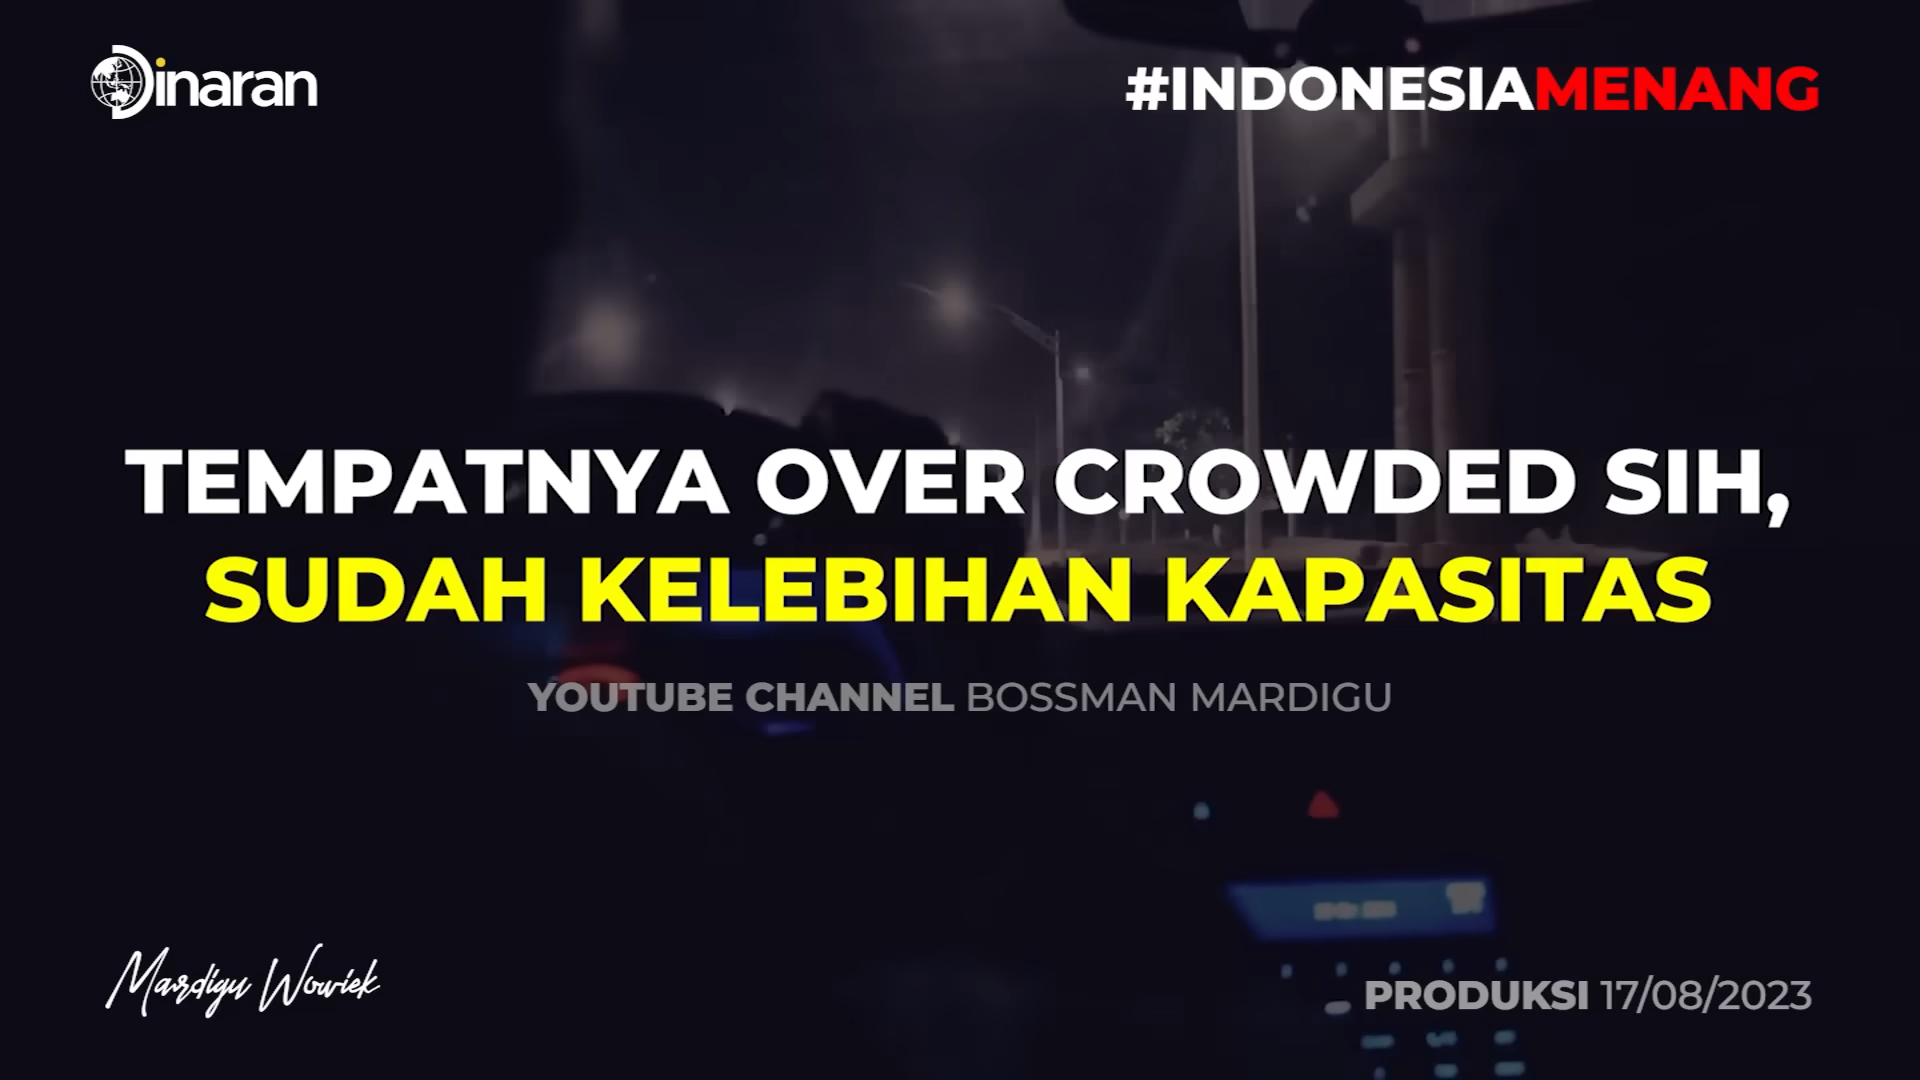 Dinaran
#INDONESIAMENANG
TEMPATNYA OVER CROWDED SIH,
SUDAH KELEBIHAN KAPASITAS
YOUTUBE CHANNEL BOSSMAN MARDIGU
Mardigu Wowiek
PRODUKSI 17/08/2023